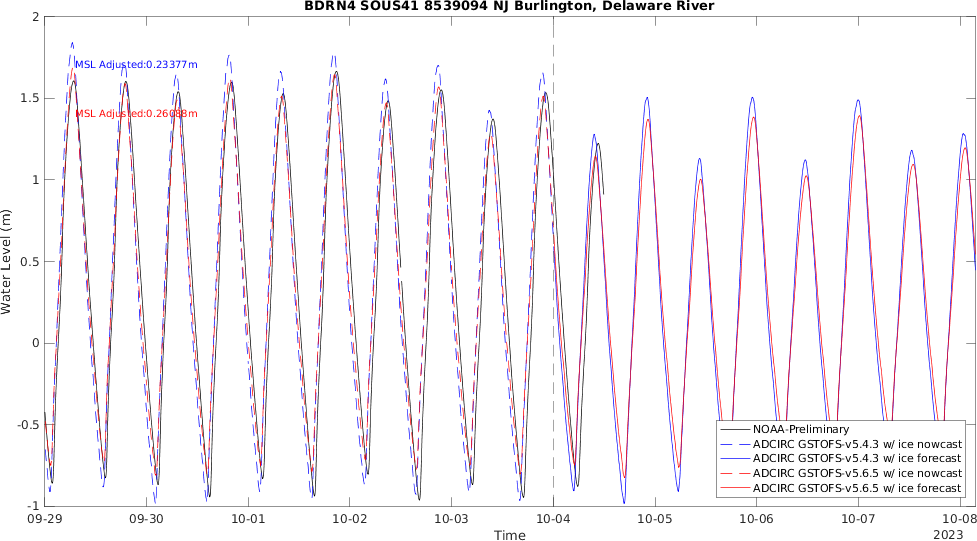 BDRN4 SOUS41 8539094 NJ Burlington, Delaware River
2
1.5
1
0.5
0
-0.5
-1
Water Level (m)
MSL Adjusted:0.23377m
MSL Adjusted:0.26088m
NOAA-Preliminary
ADCIRC GSTOFS-v5.4.3 w/ ice nowcast
ADCIRC GSTOFS-v5.4.3 w/ ice forecast
ADCIRC GSTOFS-v5.6.5 w/ ice nowcast
ADCIRC GSTOFS-v5.6.5 w/ ice forecast
09-29 09-30 10-01 10-02 10-03 10-04 10-05 10-06 10-07 10-08
Time
2023